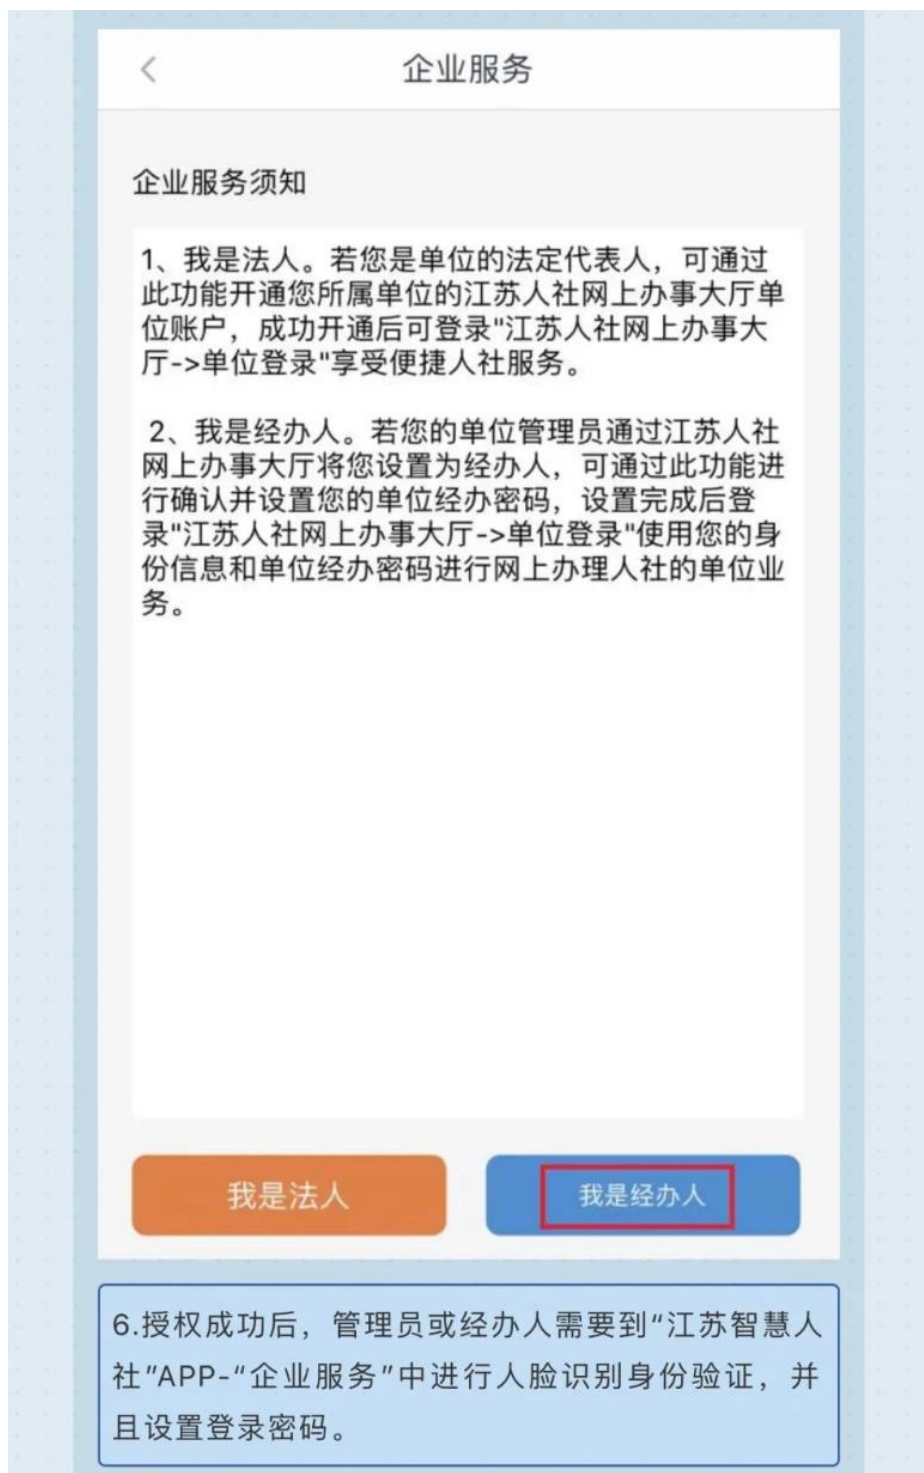 企业服务
企业服务须知
1、我是法人。若您是单位的法定代表人，可通过
此功能开通您所属单位的江苏人社网上办事大厅单
位账户，成功开通后可登录"江苏人社网上办事大
厅->单位登录"享受便捷人社服务。
2、我是经办人。若您的单位管理员通过江苏人社
网上办事大厅将您设置为经办人，可通过此功能进
行确认并设置您的单位经办密码，设置完成后登
录"江苏人社网上办事大厅->单位登录"使用您的身
份信息和单位经办密码进行网上办理人社的单位业
务。
我是法人
我是经办人
6.授权成功后，管理员或经办人需要到“江苏智慧人
社”APP-“企业服务”中进行人脸识别身份验证，并
且设置登录密码。